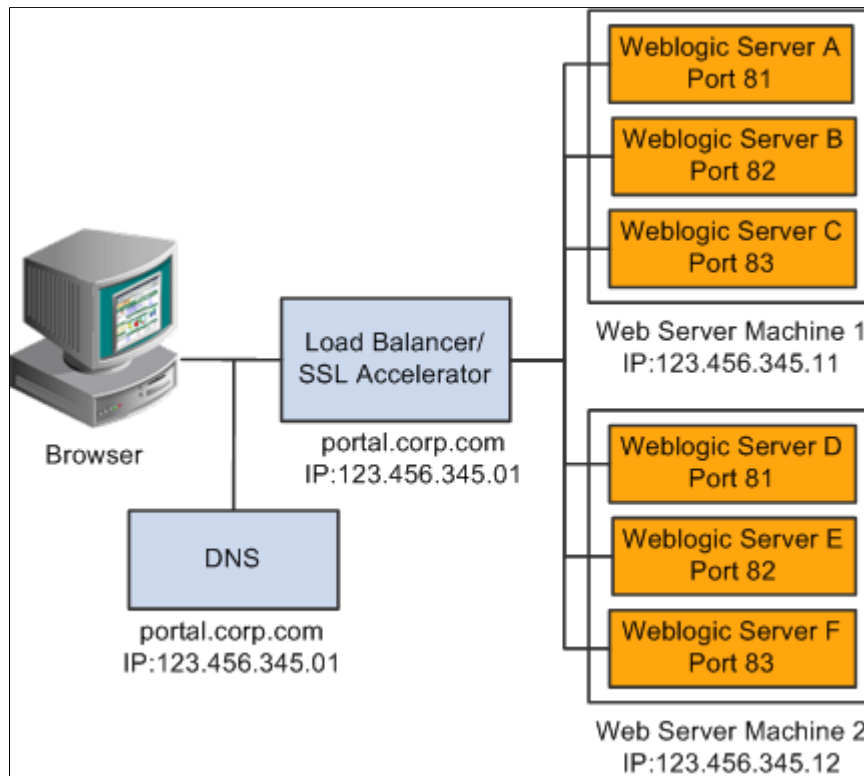 Weblogic Server A
Port 81
Weblogic Server B
Port 82
Weblogic Server C
Port 83
Web Server Machine 1
IP:123.456.345.11
Load Balancer/
SSL Accelerator
portal.corp.com
IP:123.456.345.01
Browser
DNS
portal.corp.com
IP:123.456.345.01
Weblogic Server D
Port 81
Weblogic Server E
Port 82
Weblogic Server F
Port 83
Web Server Machine 2
IP:123.456.345.12